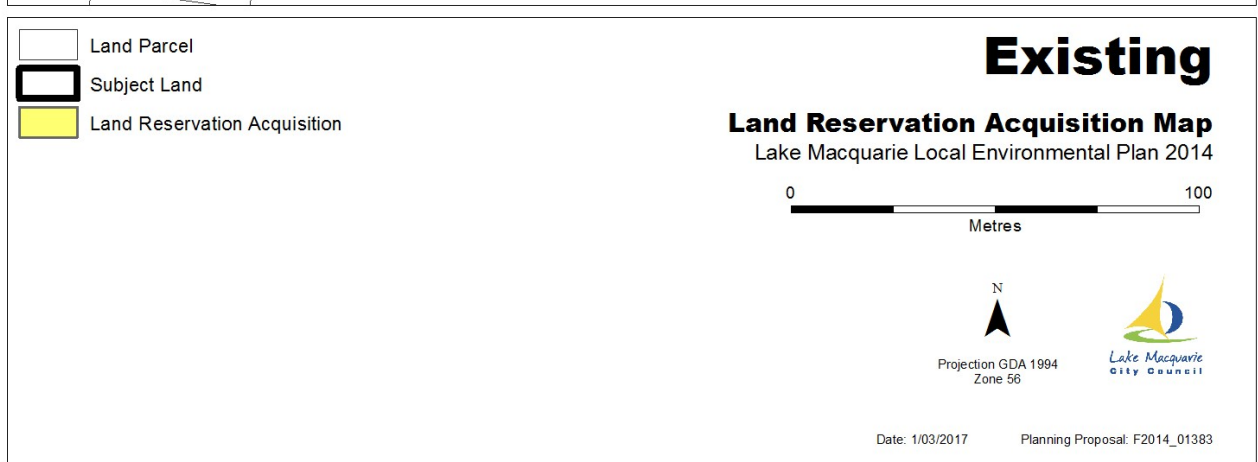 Land Parcel
Subject Land
Land Reservation Acquisition
Existing
Land Reservation Acquisition Map
Lake Macquarie Local Environmental Plan 2014
0 100
Metres
N
Projection GDA 1994
Zone 56
Lake Macquarie
City Council
Date: 1/03/2017 Planning Proposal: F2014_01383